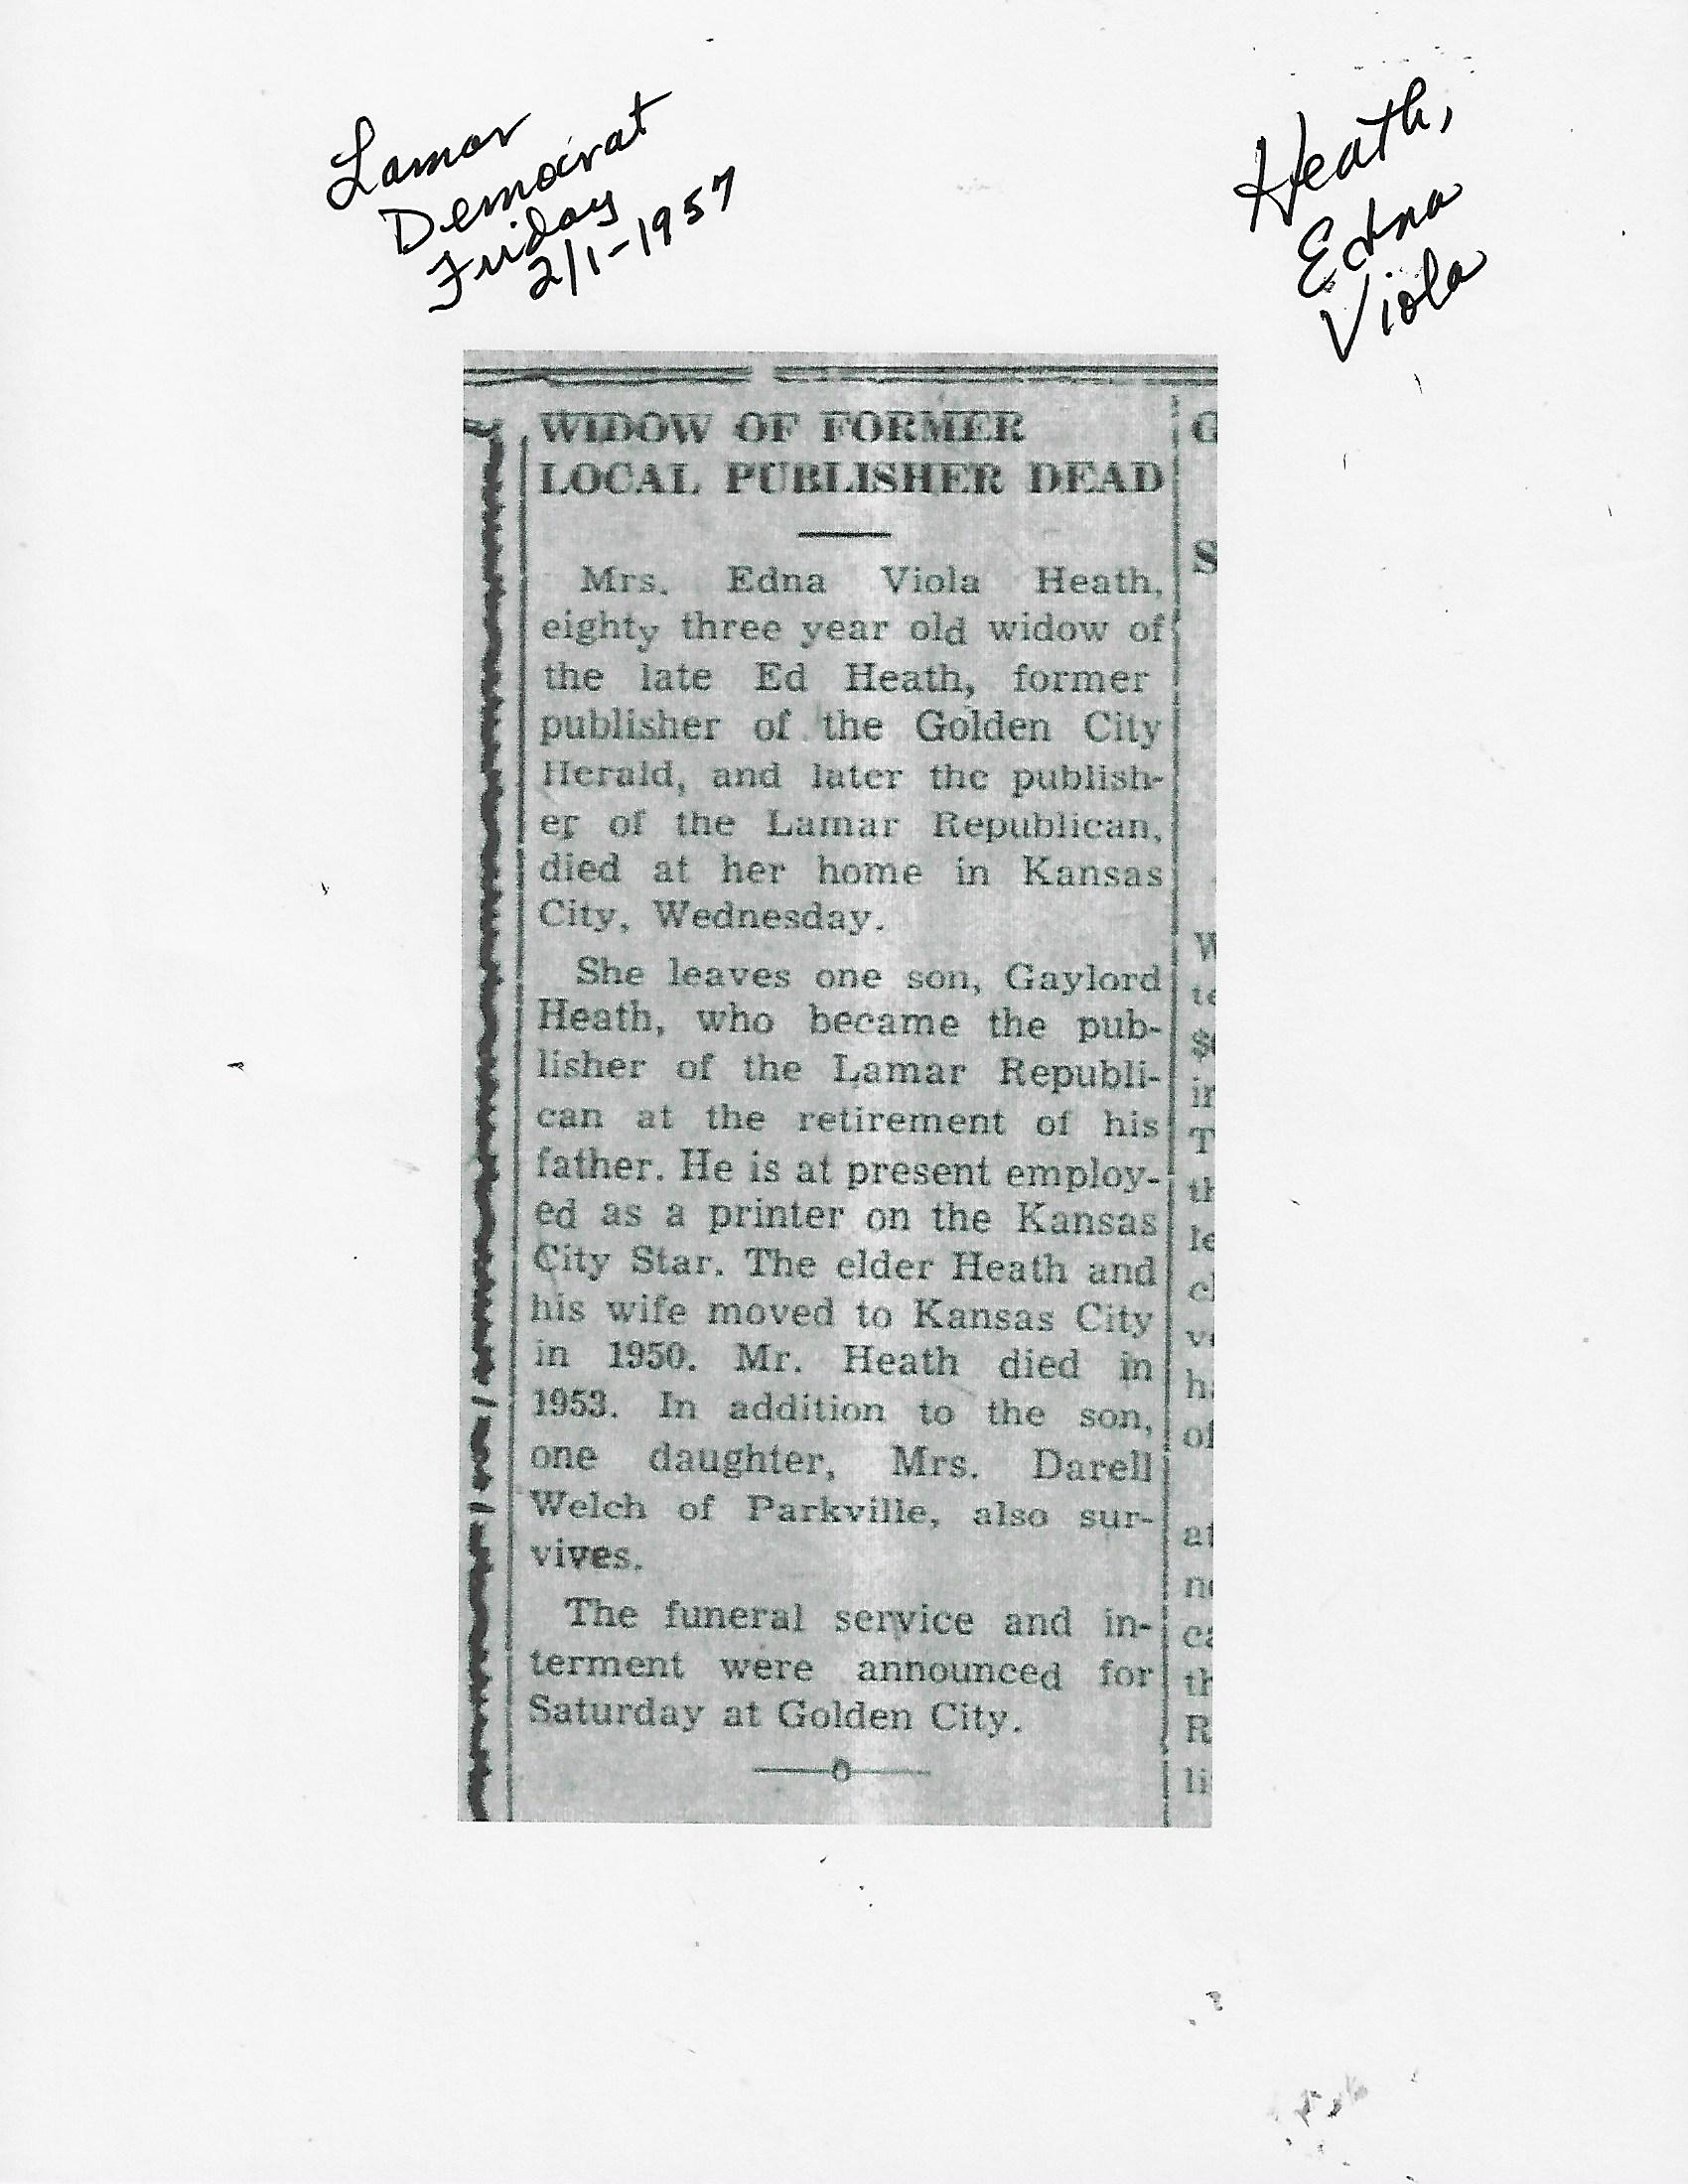 Lamar
Democrat
Friday
2/1-1957
Heath,
Edna
Viola
WIDOW OF FORMER
LOCAL PUBLISHER DEAD
Mrs. Edna Viola Heath,
eighty three year old widow of
the late Ed Heath, former
publisher of the Golden City
Herald, and later the publish-
er of the Lamar Republican,
died at her home in Kansas
City, Wednesday.
She leaves one son, Gaylord
Heath, who became the pub-
lisher of the Lamar Republi-
can at the retirement of his
father. He is at present employ-
ed as a printer on the Kansas
City Star. The elder Heath and
his wife moved to Kansas City
in 1950. Mr. Heath died in
1953. In addition to the son,
one daughter, Mrs. Darell
Welch of Parkville, also sur-
vives.
The funeral service and in-
terment were announced for
Saturday at Golden City.